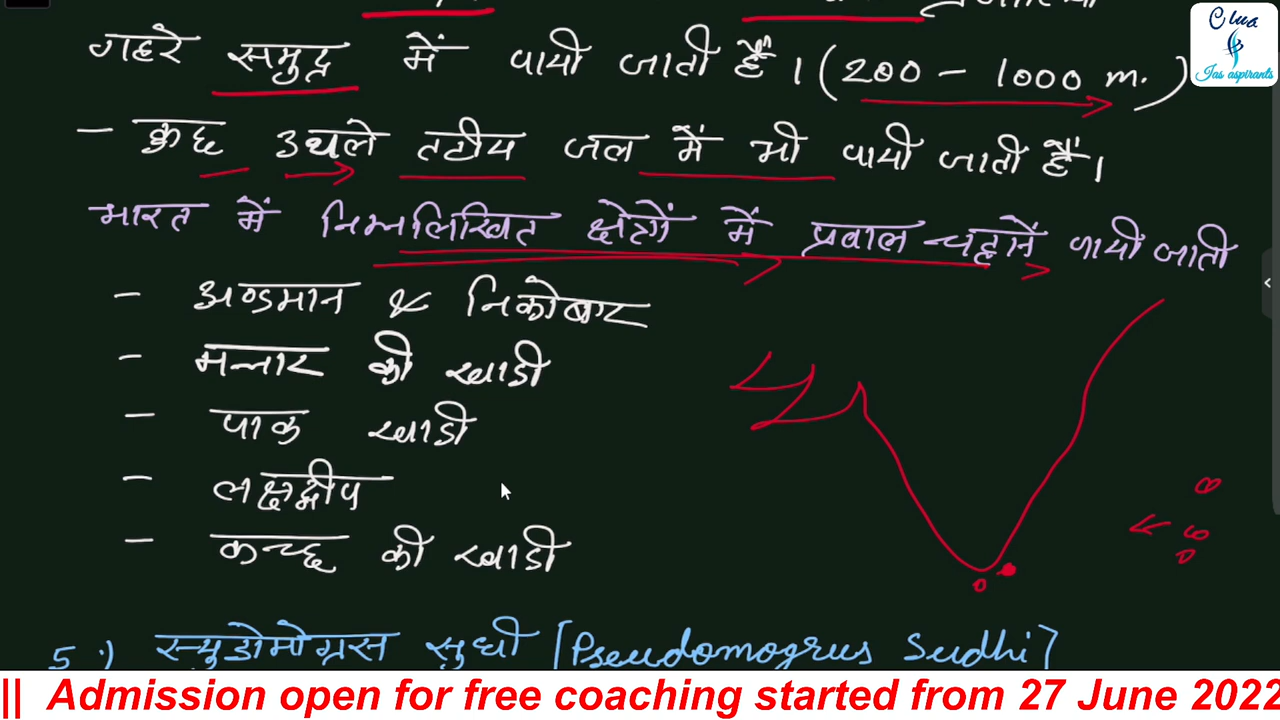 गहरे समुद्र में पायी जाती हैं । (200 - 1000 m.)
Clue
Ias aspirants
- कुछ उथले तटीय जल में भी पायी जाती हैं ।
भारत में निम्नलिखित क्षेत्रों में प्रवाल चट्टानें पायी जाती
- अण्डमान & निकोबार
- मन्नार की खाडी
- पाक खाडी
- लक्षद्वीप
- कच्छ की खाडी
5.) स्यूडोमोग्रस सुधी [Pseudomogrus Sudhi]
|| Admission open for free coaching started from 27 June 2022